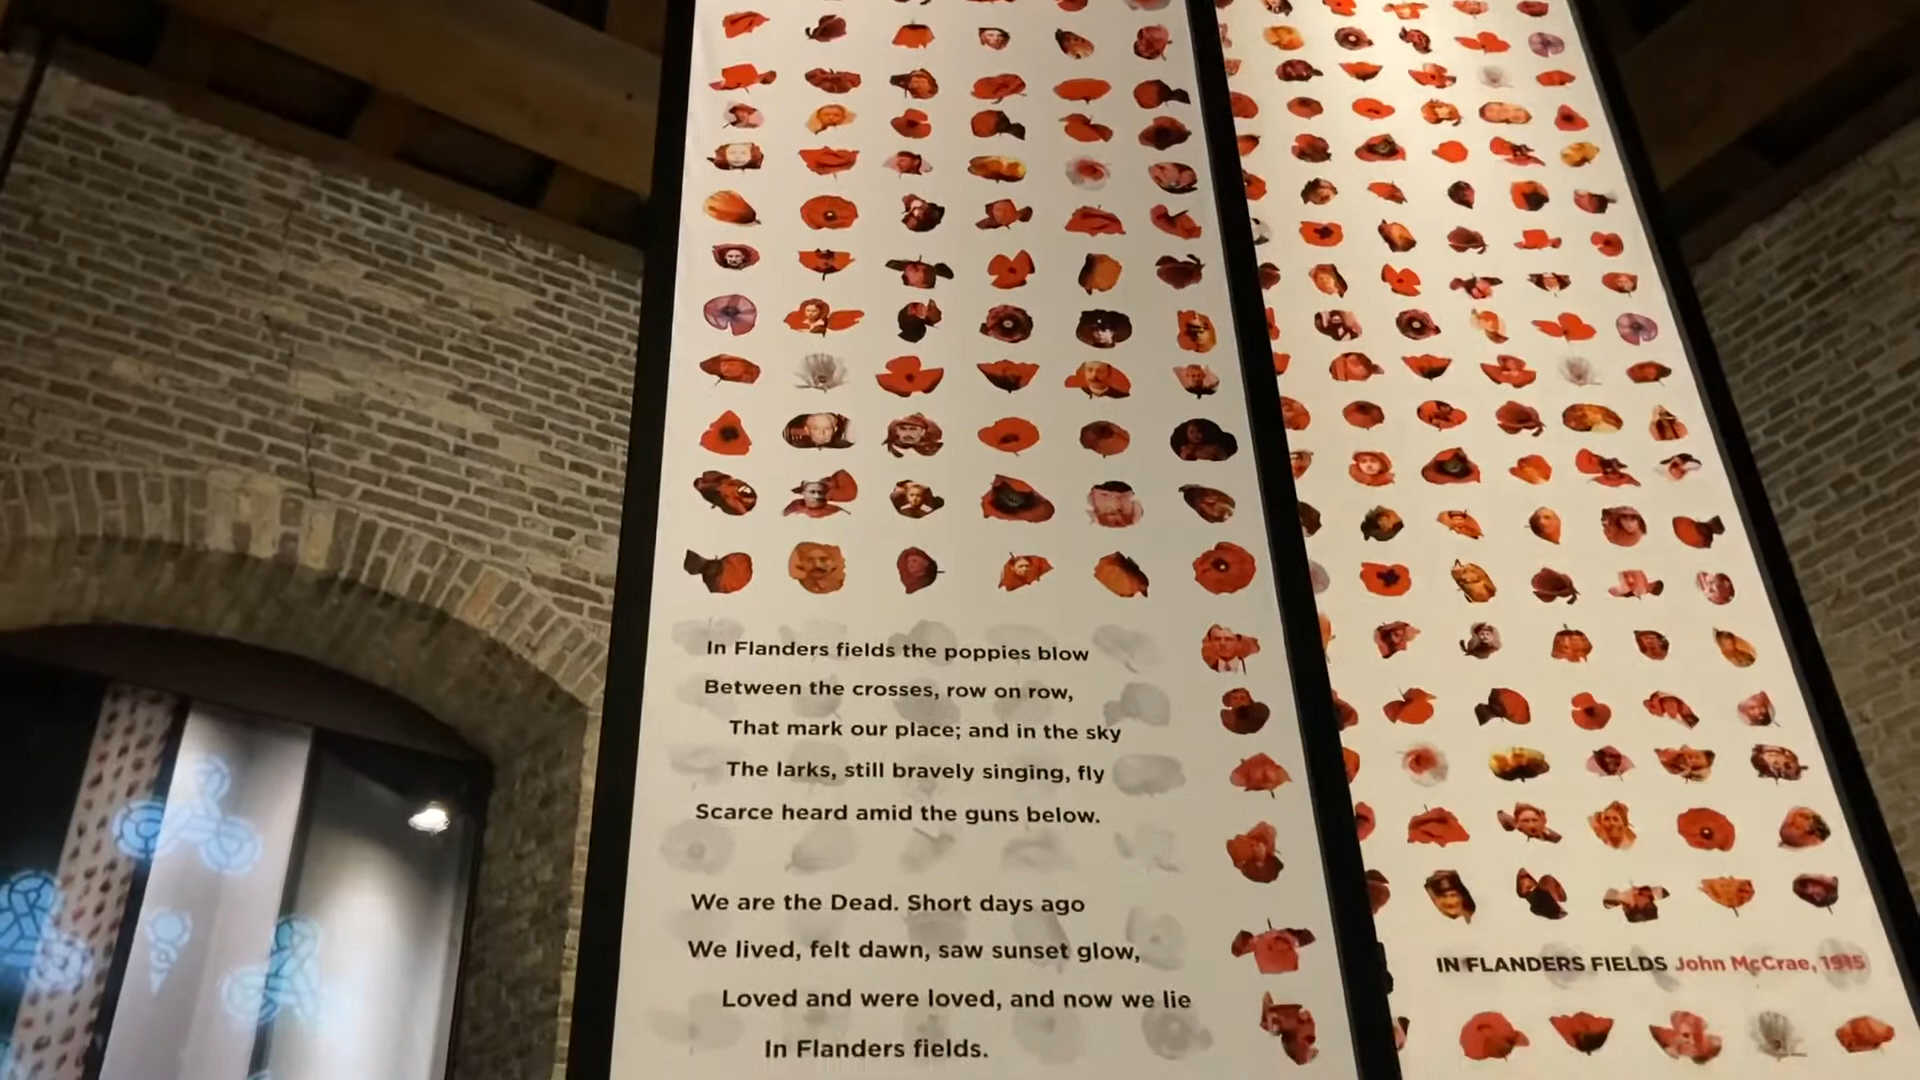 In Flanders fields the poppies blow
Between the crosses, row on row,
That mark our place; and in the sky
The larks, still bravely singing, fly
Scarce heard amid the guns below.
We are the Dead. Short days ago
We lived, felt dawn, saw sunset glow,
Loved and were loved, and now we lie
In Flanders fields.
IN FLANDERS FIELDS John McCrae, 1915